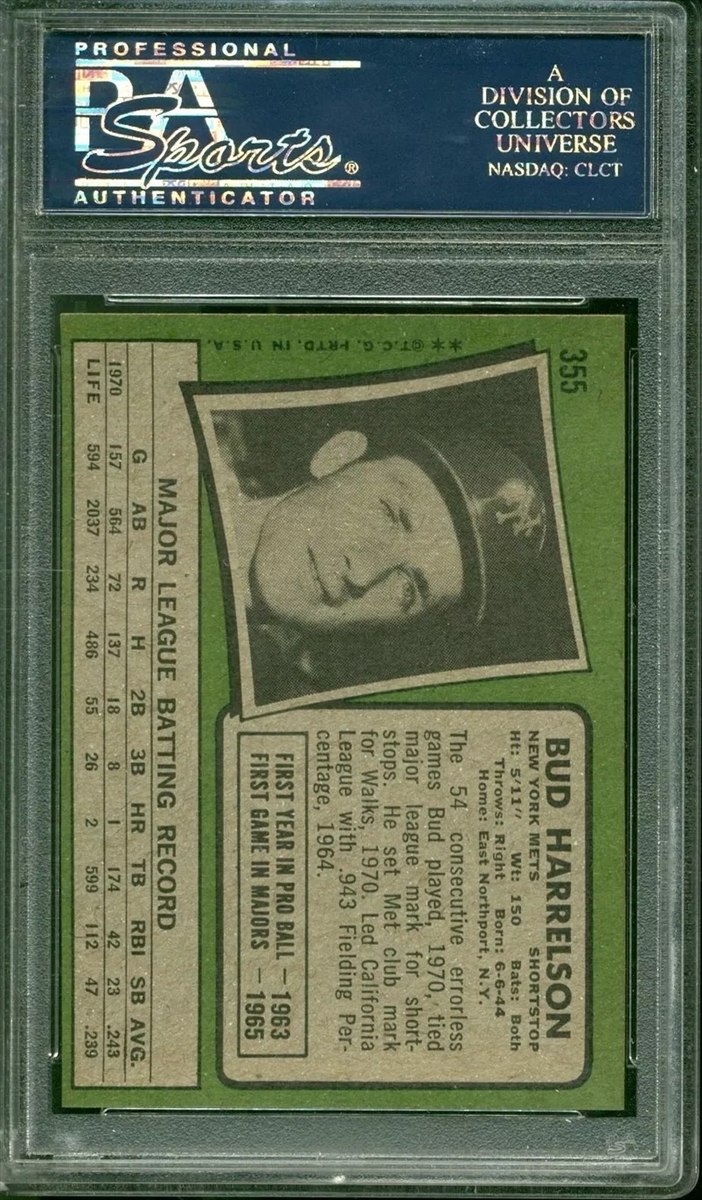 PROFESSIONAL
PSA
Sports®
AUTHENTICATOR
A
DIVISION OF
COLLECTORS
UNIVERSE
NASDAQ: CLCT
355
**©T.C.G. PRTD. IN U.S.A.
BUD HARRELSON
NEW YORK METS SHORTSTOP
Ht: 5/11" Wt: 150 Bats: Both
Throws: Right Born: 6-6-44
Home: East Northport, N.Y.
The 54 consecutive errorless
games Bud played, 1970, tied
major league mark for short-
stops. He set Met club mark
for Walks, 1970. Led California
League with .943 Fielding Per-
centage, 1964.
FIRST YEAR IN PRO BALL — 1963
FIRST GAME IN MAJORS — 1965
MAJOR LEAGUE BATTING RECORD
G AB R H 2B 3B HR TB RBI SB AVG.
1970 157 564 72 137 18 8 1 174 42 23 .243
LIFE 594 2037 234 486 55 26 2 599 112 47 .239